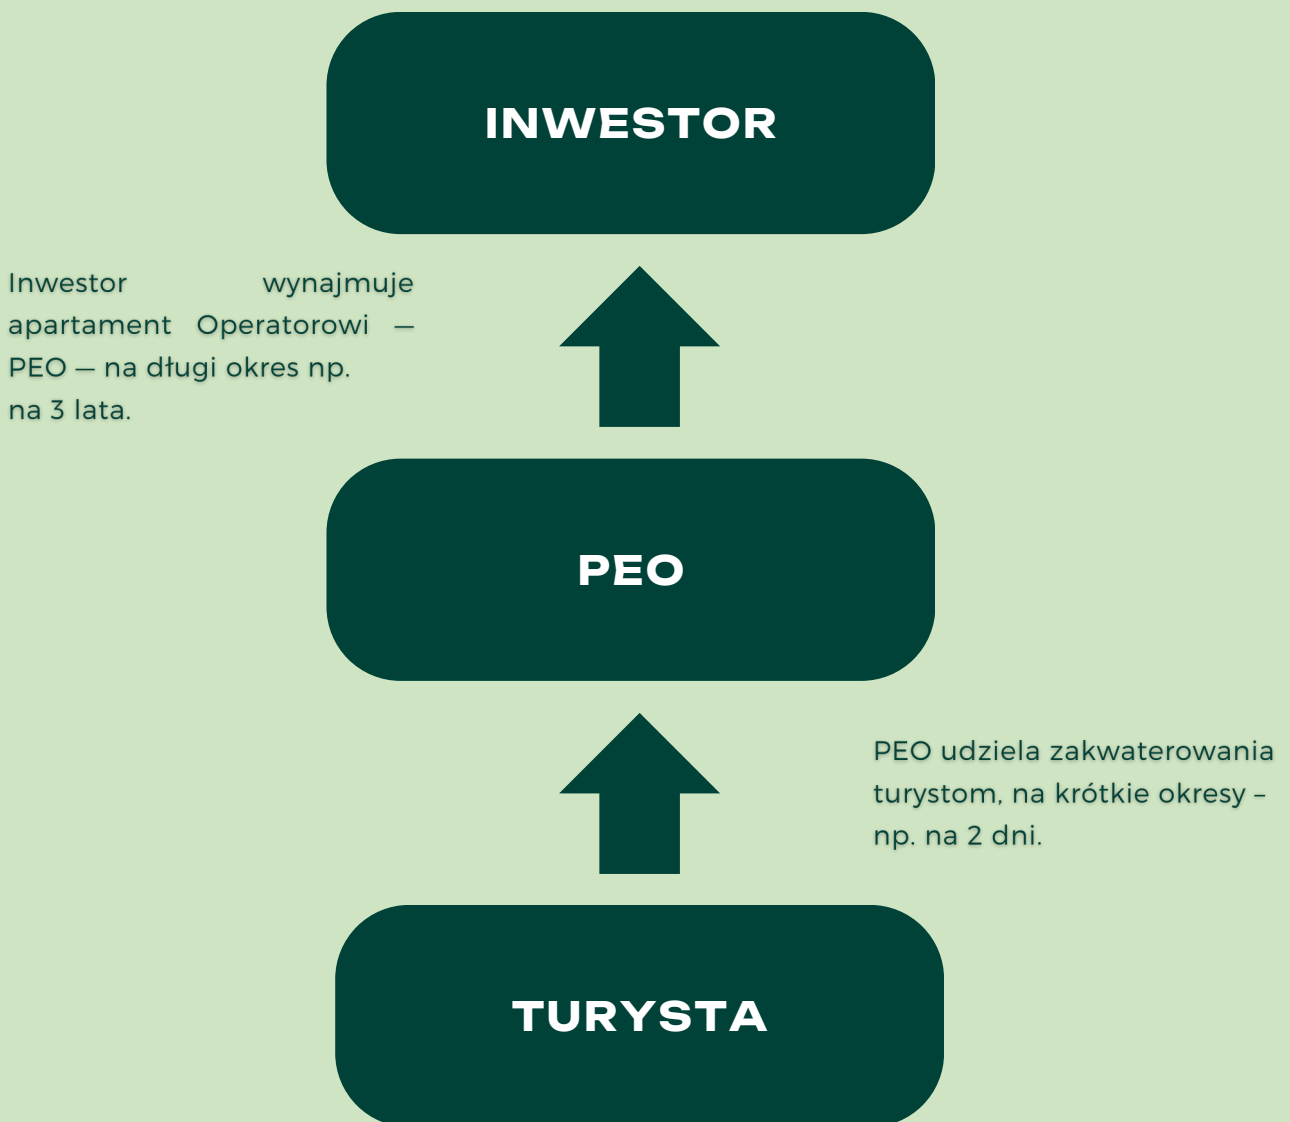 INWESTOR
Inwestor wynajmuje
apartament Operatorowi —
PEO — na długi okres np.
na 3 lata.
PEO
PEO udziela zakwaterowania
turystom, na krótkie okresy –
np. na 2 dni.
TURYSTA